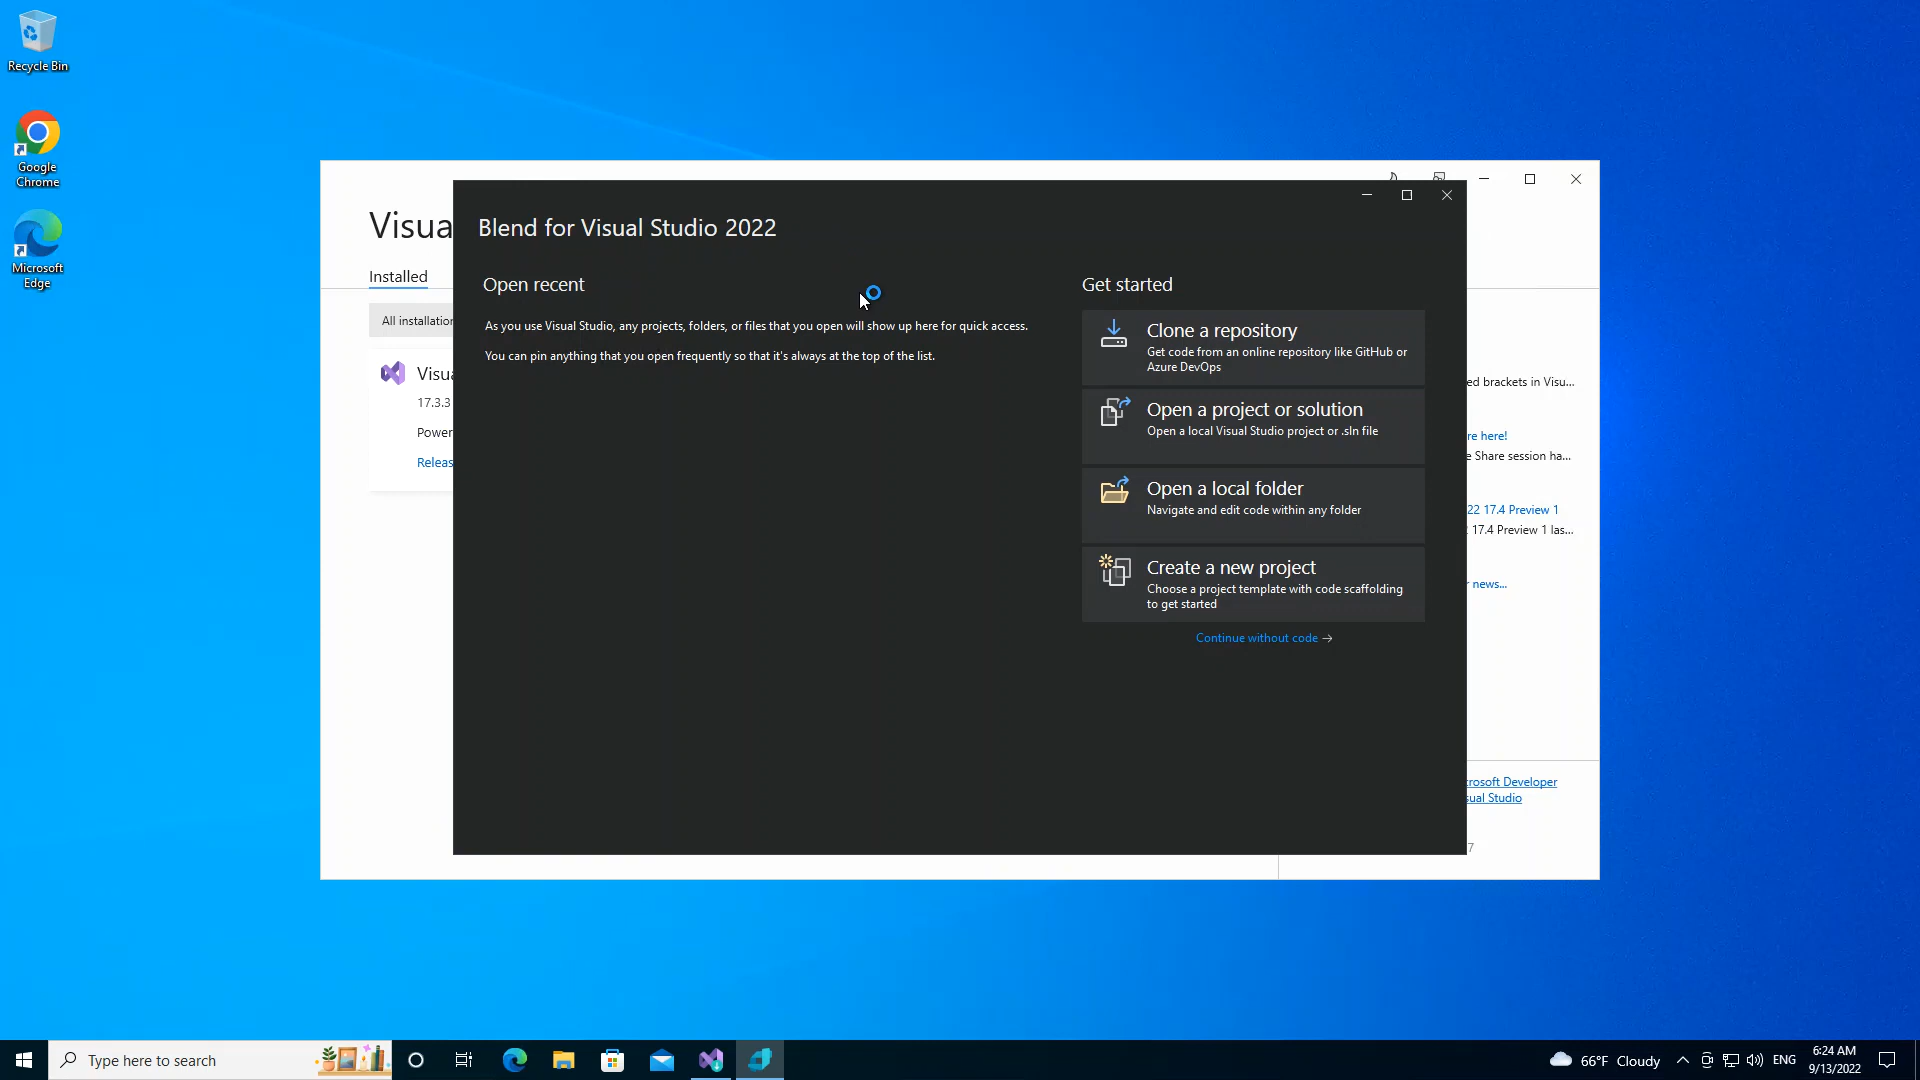 Recycle Bin
Google
Chrome
Microsoft
Edge
Visua
Installed
All installation
Visua
17.3.3
Power
Releas
Blend for Visual Studio 2022
Open recent
As you use Visual Studio, any projects, folders, or files that you open will show up here for quick access.
You can pin anything that you open frequently so that it's always at the top of the list.
Get started
Clone a repository
Get code from an online repository like GitHub or
Azure DevOps
Open a project or solution
Open a local Visual Studio project or .sln file
Open a local folder
Navigate and edit code within any folder
Create a new project
Choose a project template with code scaffolding
to get started
Continue without code →
ed brackets in Visu...
re here!
e Share session ha...
22 17.4 Preview 1
17.4 Preview 1 las...
news...
rosoft Developer
sual Studio
7
Type here to search
66°F Cloudy
ENG
6:24 AM
9/13/2022